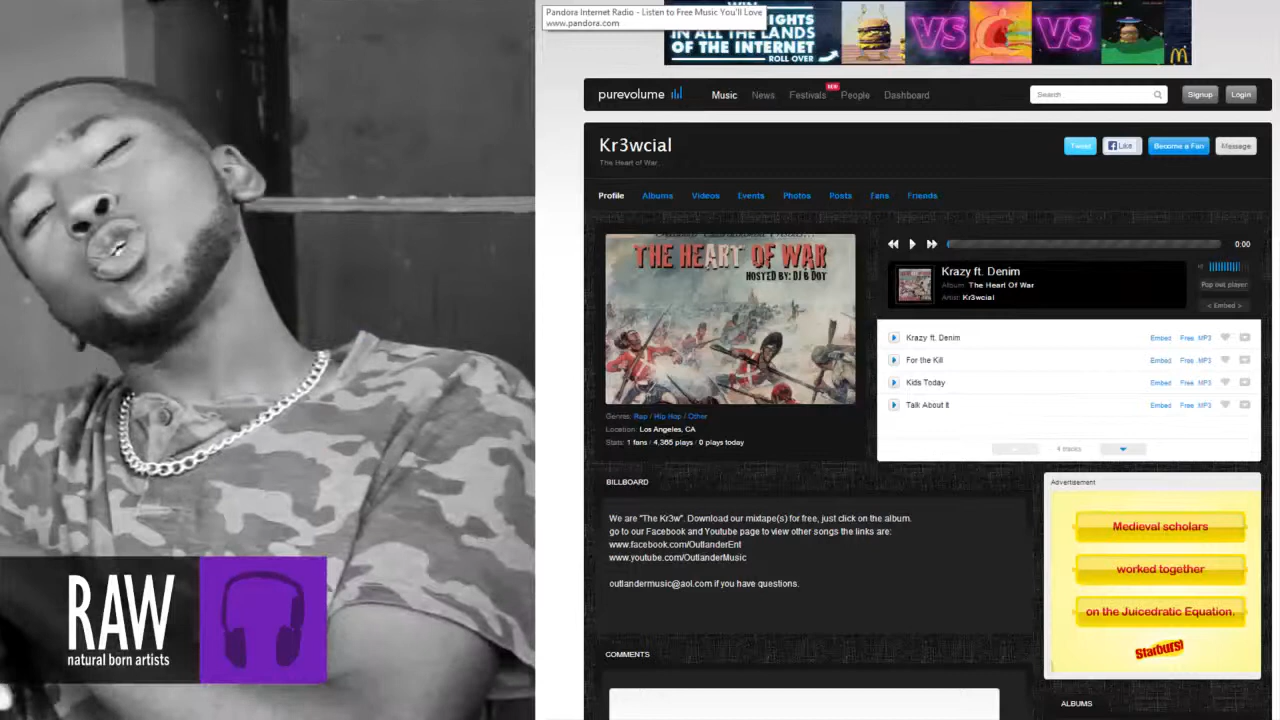 Pandora Internet Radio - Listen to Free Music You'll Love
www.pandora.com
IN ALL THE LANDS
OF THE INTERNET
ROLL OVER
VS
VS
purevolume
Music
News
Festivals
NEW
People
Dashboard
Search
Signup
Login
Kr3wcial
The Heart of War...
Tweet
Like
Become a Fan
Message
Profile
Albums
Videos
Events
Photos
Posts
Fans
Friends
THE HEART OF WAR
HOSTED BY: DJ B DOT
0:00
Krazy ft. Denim
Album: The Heart Of War
Artist: Kr3wcial
Pop out player
< Embed >
Krazy ft. Denim Embed Free MP3
For the Kill Embed Free MP3
Kids Today Embed Free MP3
Talk About It Embed Free MP3
4 tracks
Genres: Rap / Hip Hop / Other
Location: Los Angeles, CA
Stats: 1 fans / 4,365 plays / 0 plays today
BILLBOARD
We are "The Kr3w". Download our mixtape(s) for free, just click on the album.
go to our Facebook and Youtube page to view other songs the links are:
www.facebook.com/OutlanderEnt
www.youtube.com/OutlanderMusic
outlandermusic@aol.com if you have questions.
Advertisement
Medieval scholars
worked together
on the Juicedratic Equation.
Starburst
COMMENTS
ALBUMS
RAW
natural born artists